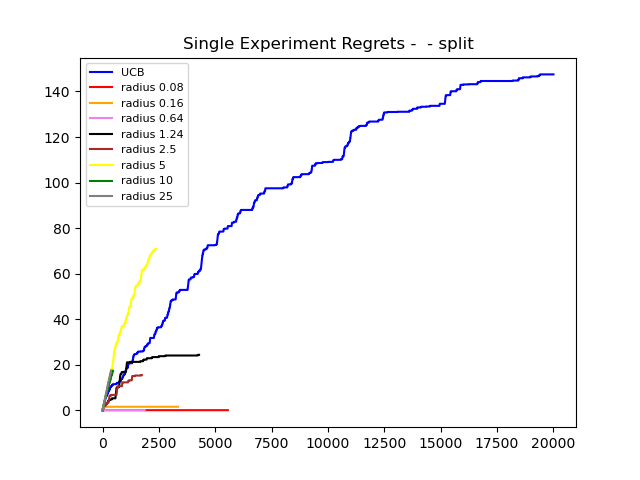 Single Experiment Regrets -  - split
UCB
radius 0.08
radius 0.16
radius 0.64
radius 1.24
radius 2.5
radius 5
radius 10
radius 25
140
120
100
80
60
40
20
0
0 2500 5000 7500 10000 12500 15000 17500 20000